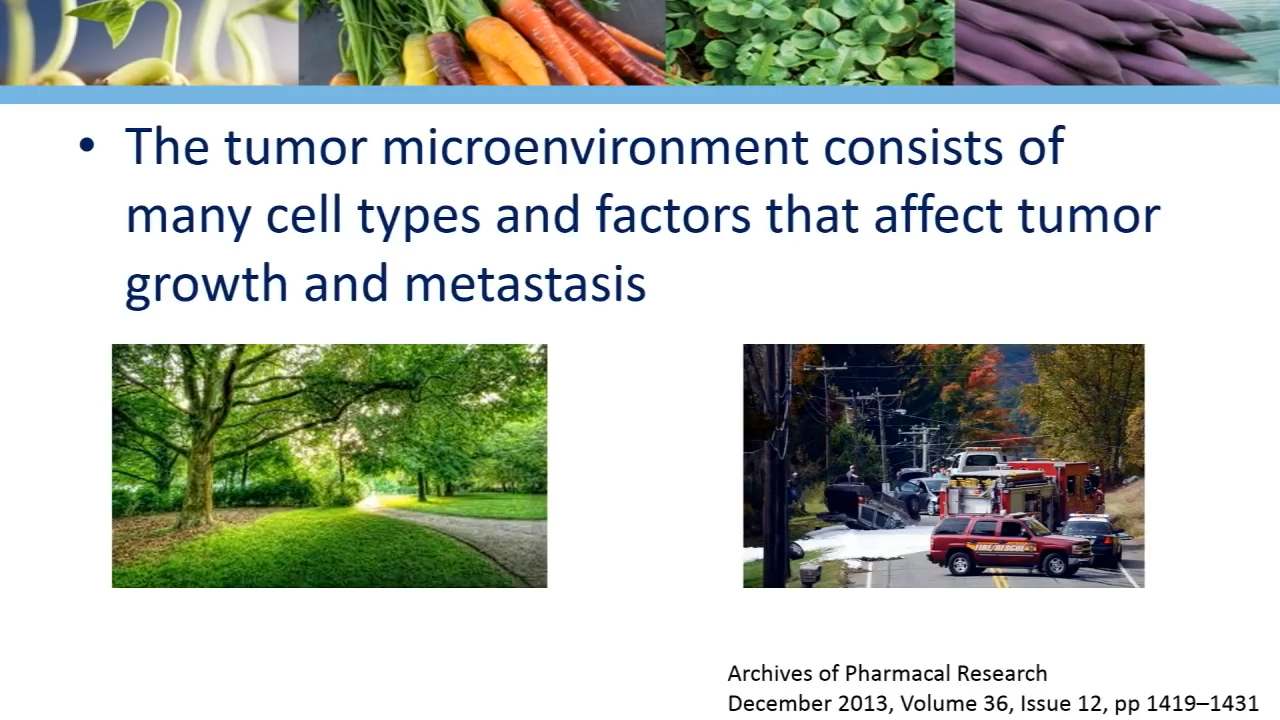 • The tumor microenvironment consists of
many cell types and factors that affect tumor
growth and metastasis
FIRE/RESCUE
Archives of Pharmacal Research
December 2013, Volume 36, Issue 12, pp 1419–1431